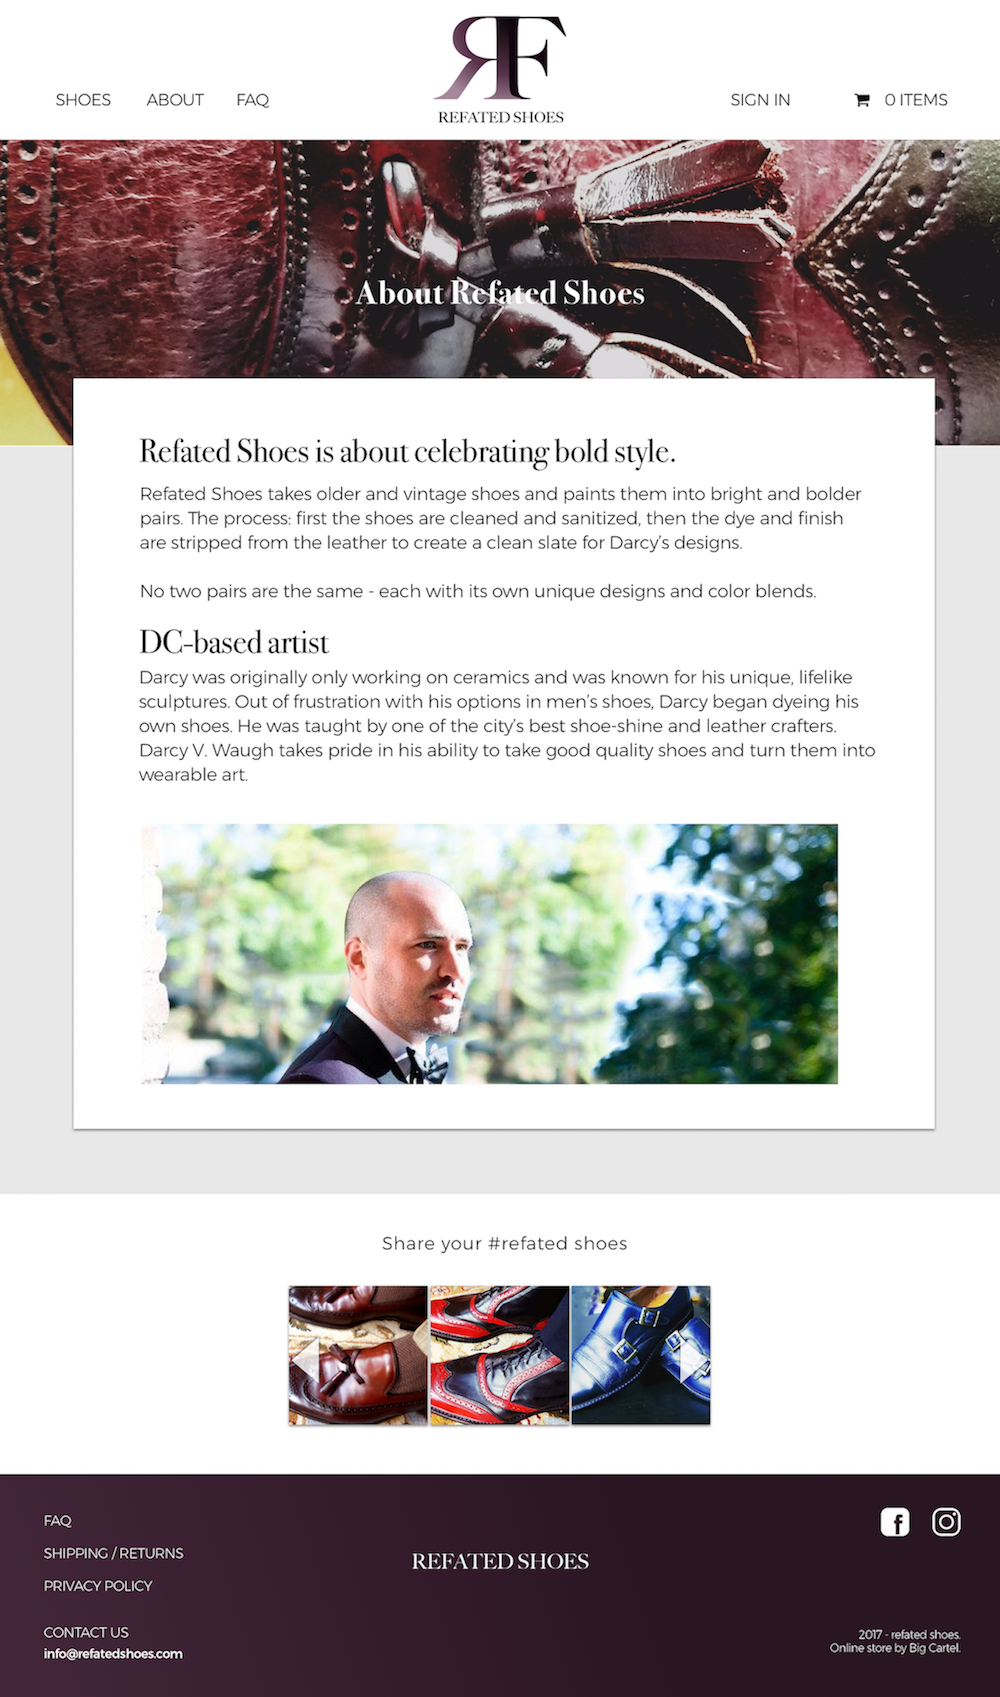 RF
REFATED SHOES
SHOES ABOUT FAQ
SIGN IN 0 ITEMS
About Refated Shoes
Refated Shoes is about celebrating bold style.
Refated Shoes takes older and vintage shoes and paints them into bright and bolder
pairs. The process: first the shoes are cleaned and sanitized, then the dye and finish
are stripped from the leather to create a clean slate for Darcy's designs.
No two pairs are the same - each with its own unique designs and color blends.
DC-based artist
Darcy was originally only working on ceramics and was known for his unique, lifelike
sculptures. Out of frustration with his options in men's shoes, Darcy began dyeing his
own shoes. He was taught by one of the city's best shoe-shine and leather crafters.
Darcy V. Waugh takes pride in his ability to take good quality shoes and turn them into
wearable art.
Share your #refated shoes
FAQ
SHIPPING / RETURNS
PRIVACY POLICY
CONTACT US
info@refatedshoes.com
REFATED SHOES
2017 - refated shoes.
Online store by Big Cartel.